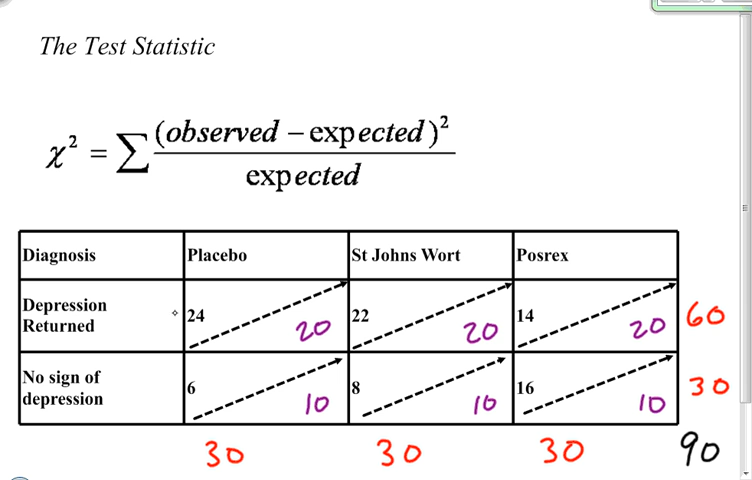 The Test Statistic
χ² = ∑ (observed – expected)² / expected
Diagnosis Placebo St Johns Wort Posrex
Depression Returned 24 20 22 20 14 20 60
No sign of depression 6 10 8 10 16 10 30
30 30 30 90